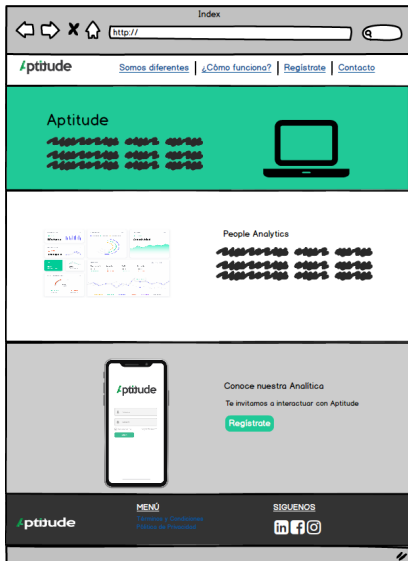 Index
http://
Aptitude
Somos diferentes | ¿Cómo funciona? | Regístrate | Contacto
Aptitude
People Analytics
Aptitude
Conoce nuestra Analítica
Te invitamos a interactuar con Aptitude
Regístrate
Aptitude
MENÚ
Términos y Condiciones
Política de Privacidad
SIGUENOS